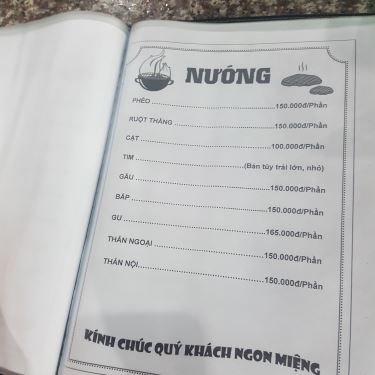 NƯỚNG
PHÈO.......................................150.000đ/Phần
RUỘT THẲNG...............................150.000đ/Phần
CẬT..........................................100.000đ/Phần
TIM................................(Bán tùy trái lớn, nhỏ)
GẦU..........................................150.000đ/Phần
BẮP..........................................150.000đ/Phần
GU...........................................165.000đ/Phần
THĂN NGOẠI...............................150.000đ/Phần
THĂN NỘI..................................150.000đ/Phần
KÍNH CHÚC QUÝ KHÁCH NGON MIỆNG